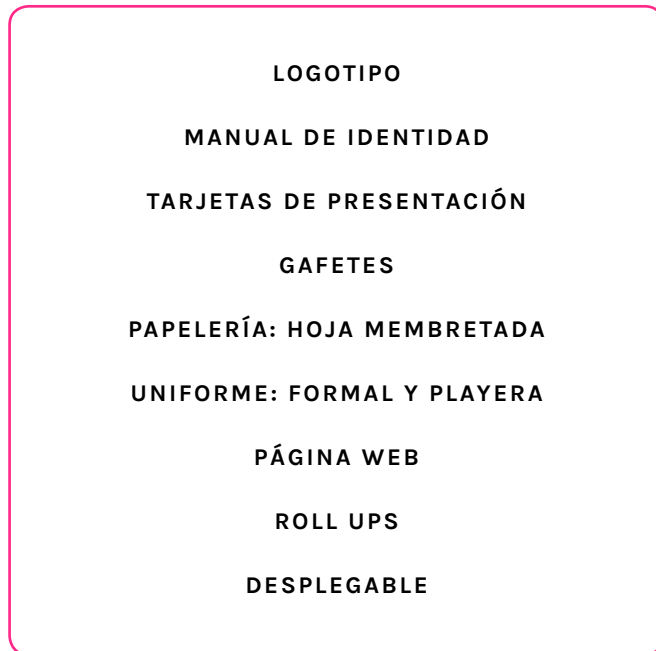 LOGOTIPO
MANUAL DE IDENTIDAD
TARJETAS DE PRESENTACIÓN
GAFETES
PAPELERÍA: HOJA MEMBRETADA
UNIFORME: FORMAL Y PLAYERA
PÁGINA WEB
ROLL UPS
DESPLEGABLE